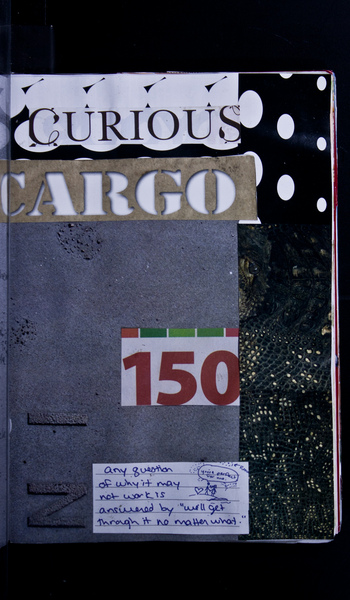 CURIOUS
CARGO
150
N I
any question
of why it may
not work is
answered by "we'll get
through it no matter what."